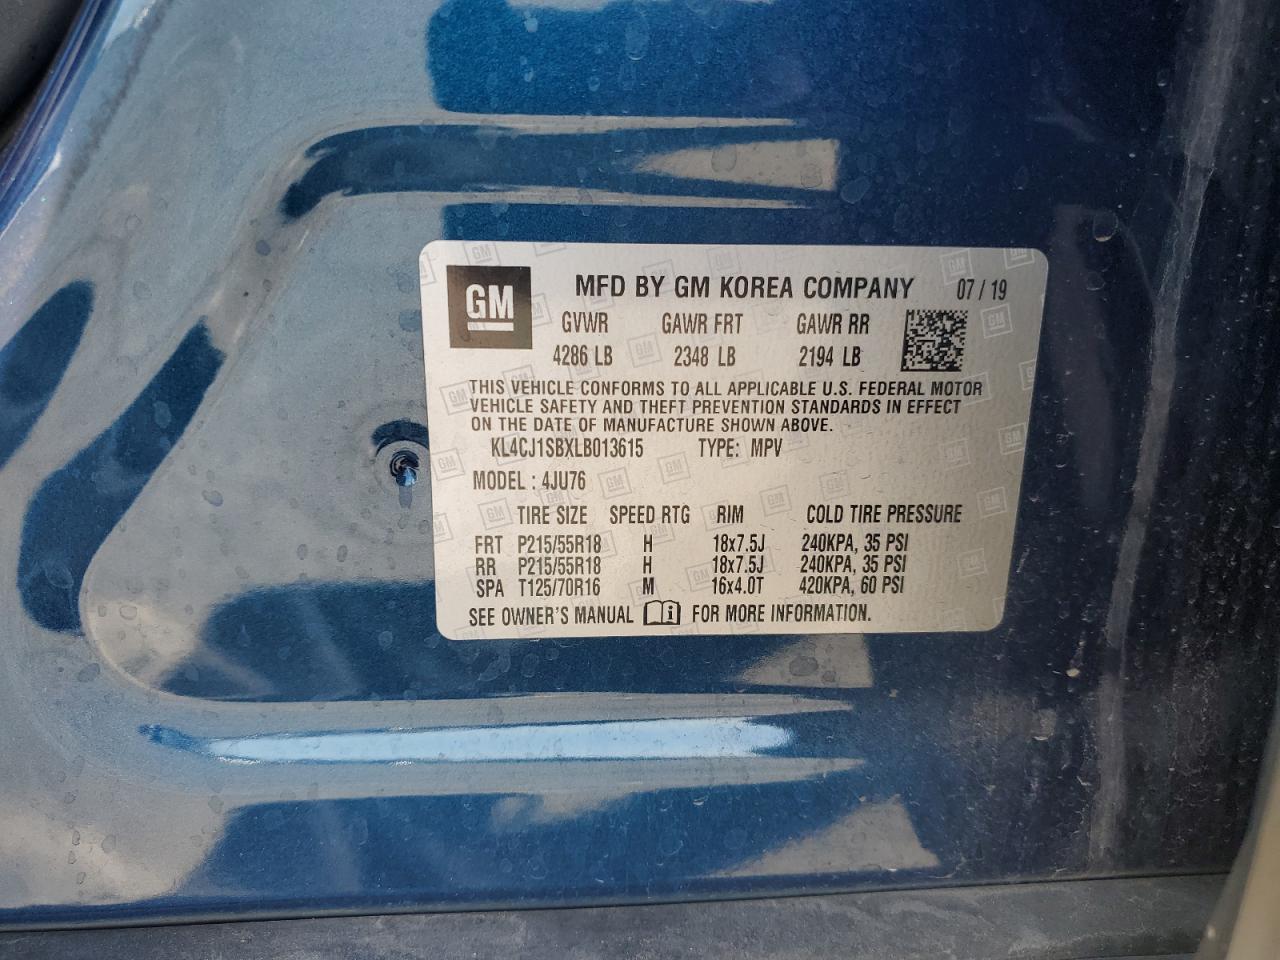 GM
MFD BY GM KOREA COMPANY 07 / 19
GVWR GAWR FRT GAWR RR
4286 LB 2348 LB 2194 LB
THIS VEHICLE CONFORMS TO ALL APPLICABLE U.S. FEDERAL MOTOR
VEHICLE SAFETY AND THEFT PREVENTION STANDARDS IN EFFECT
ON THE DATE OF MANUFACTURE SHOWN ABOVE.
KL4CJ1SBXLB013615 TYPE: MPV
MODEL : 4JU76
TIRE SIZE SPEED RTG RIM COLD TIRE PRESSURE
FRT P215/55R18 H 18x7.5J 240KPA, 35 PSI
RR P215/55R18 H 18x7.5J 240KPA, 35 PSI
SPA T125/70R16 M 16x4.0T 420KPA, 60 PSI
SEE OWNER'S MANUAL FOR MORE INFORMATION.